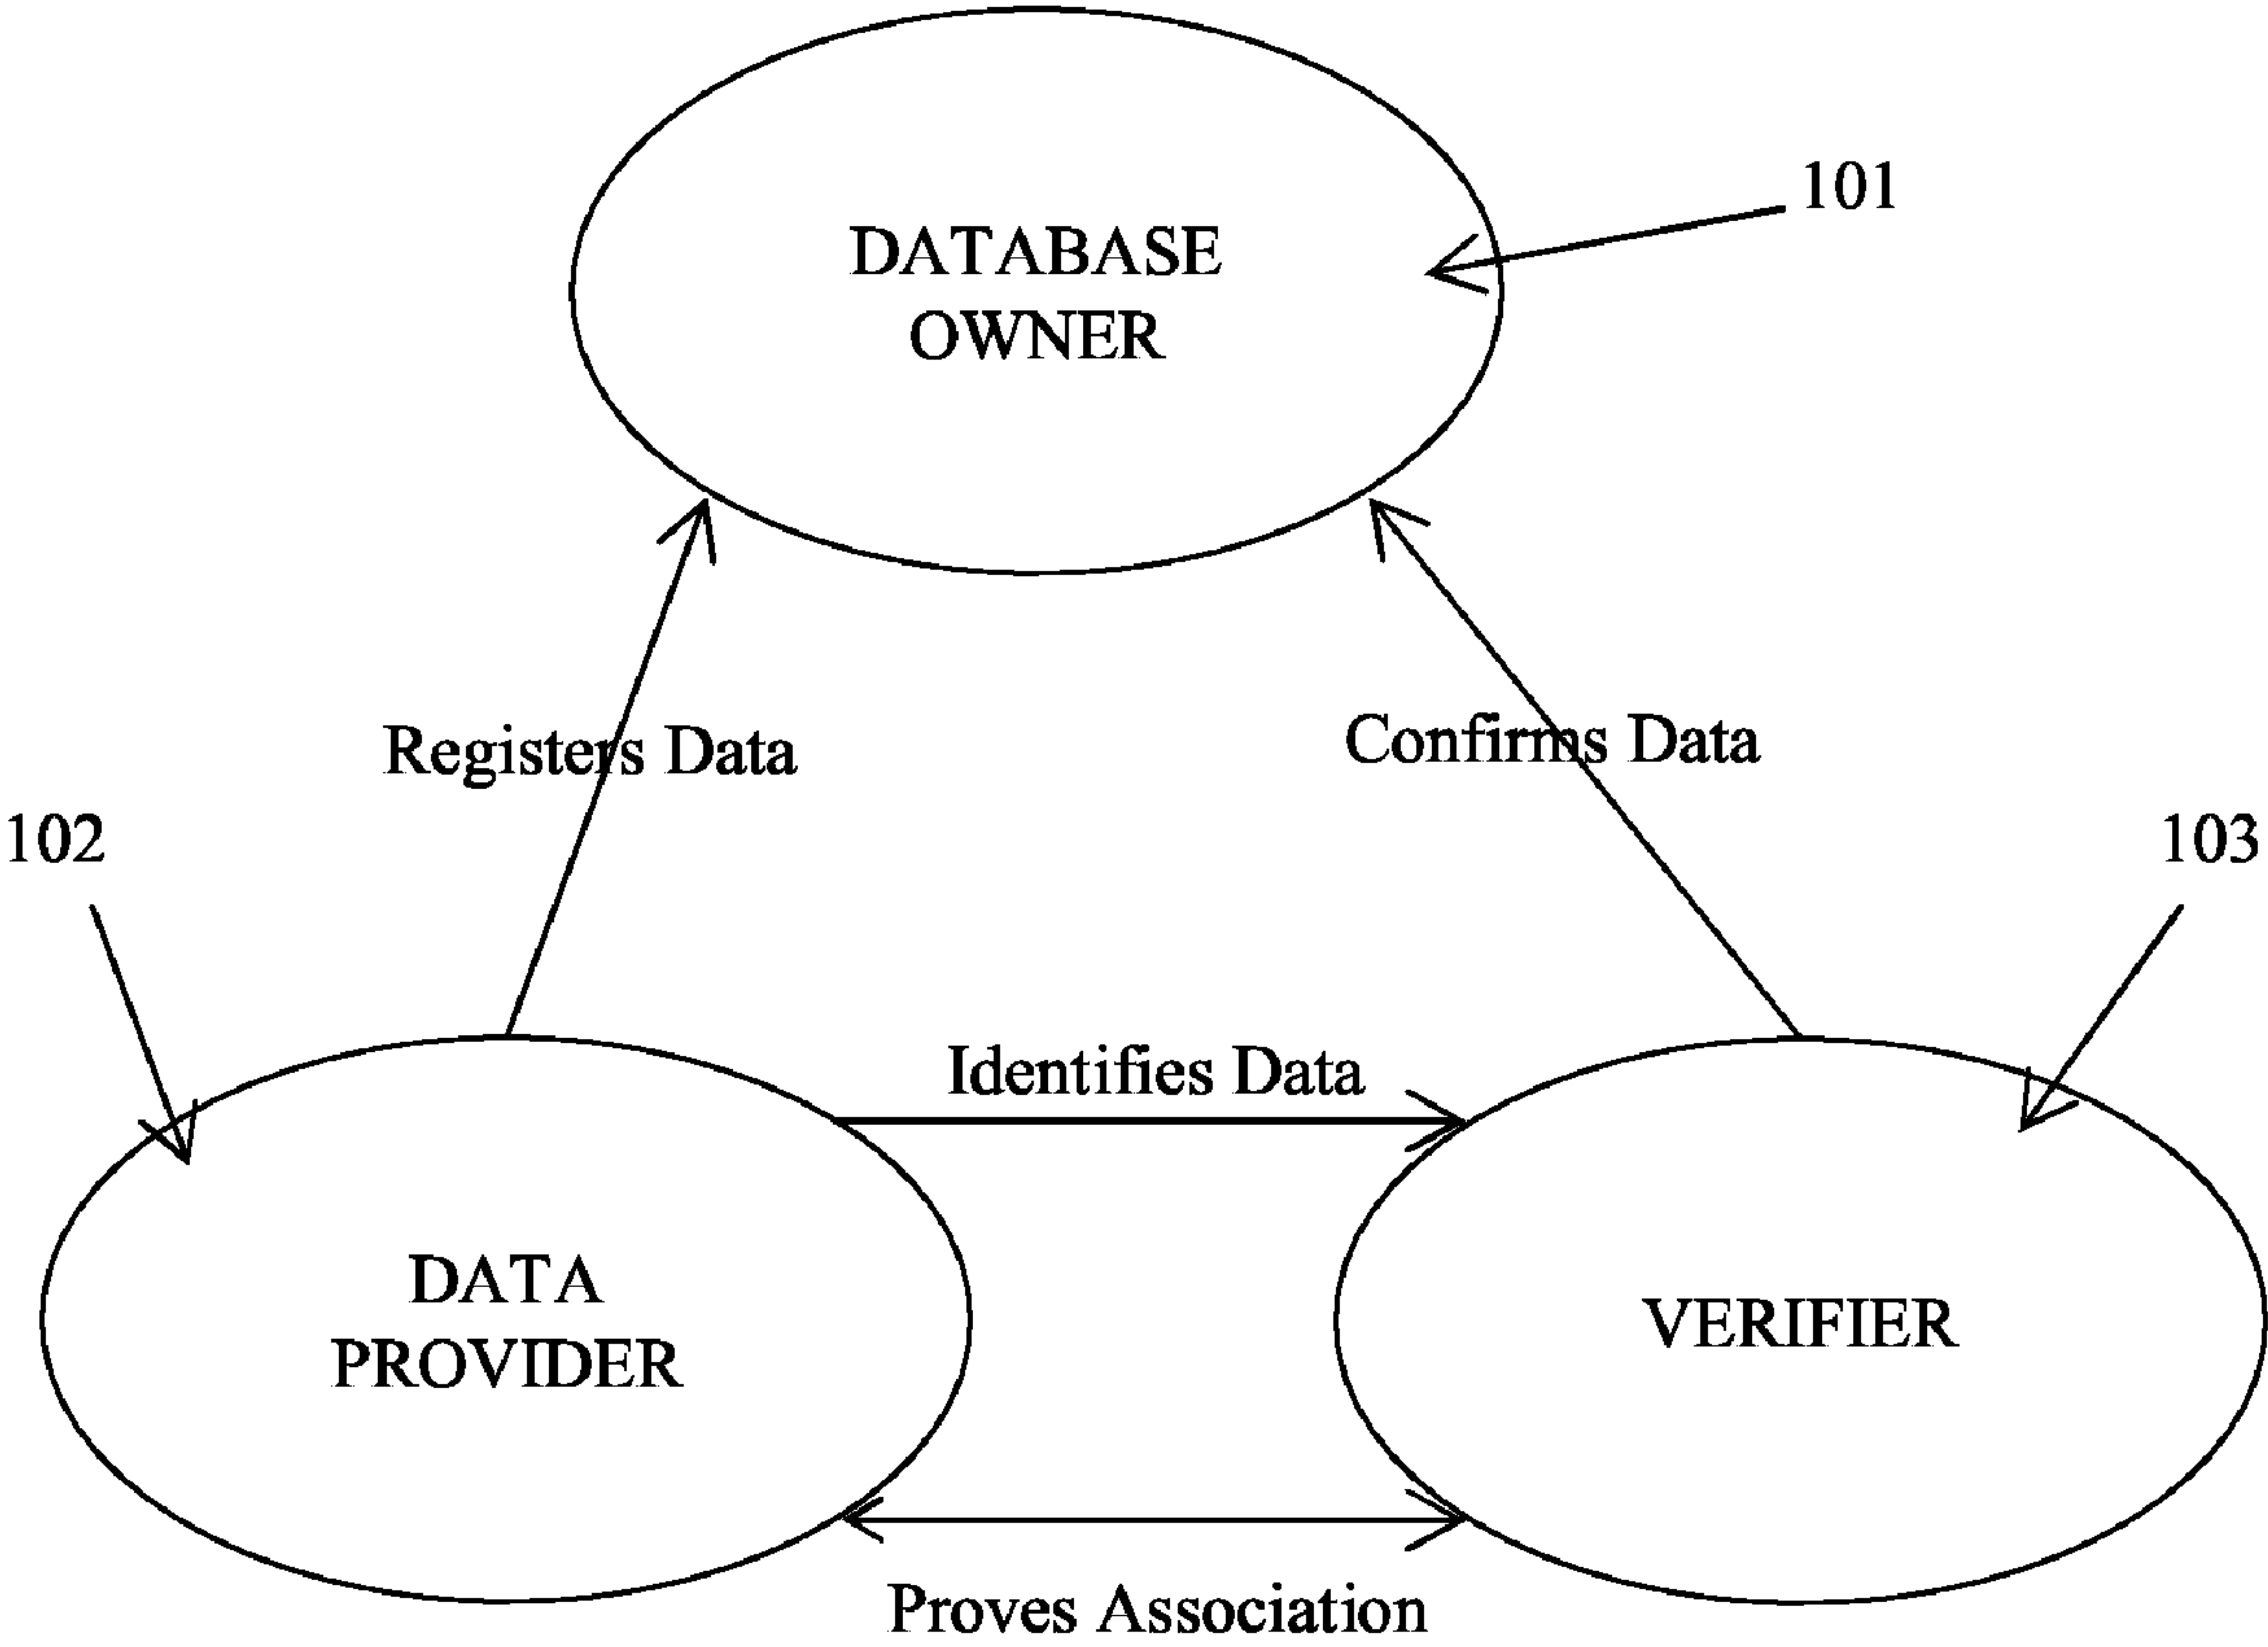 101
DATABASE
OWNER
Registers Data
Confirms Data
102
103
Identifies Data
DATA
PROVIDER
VERIFIER
Proves Association